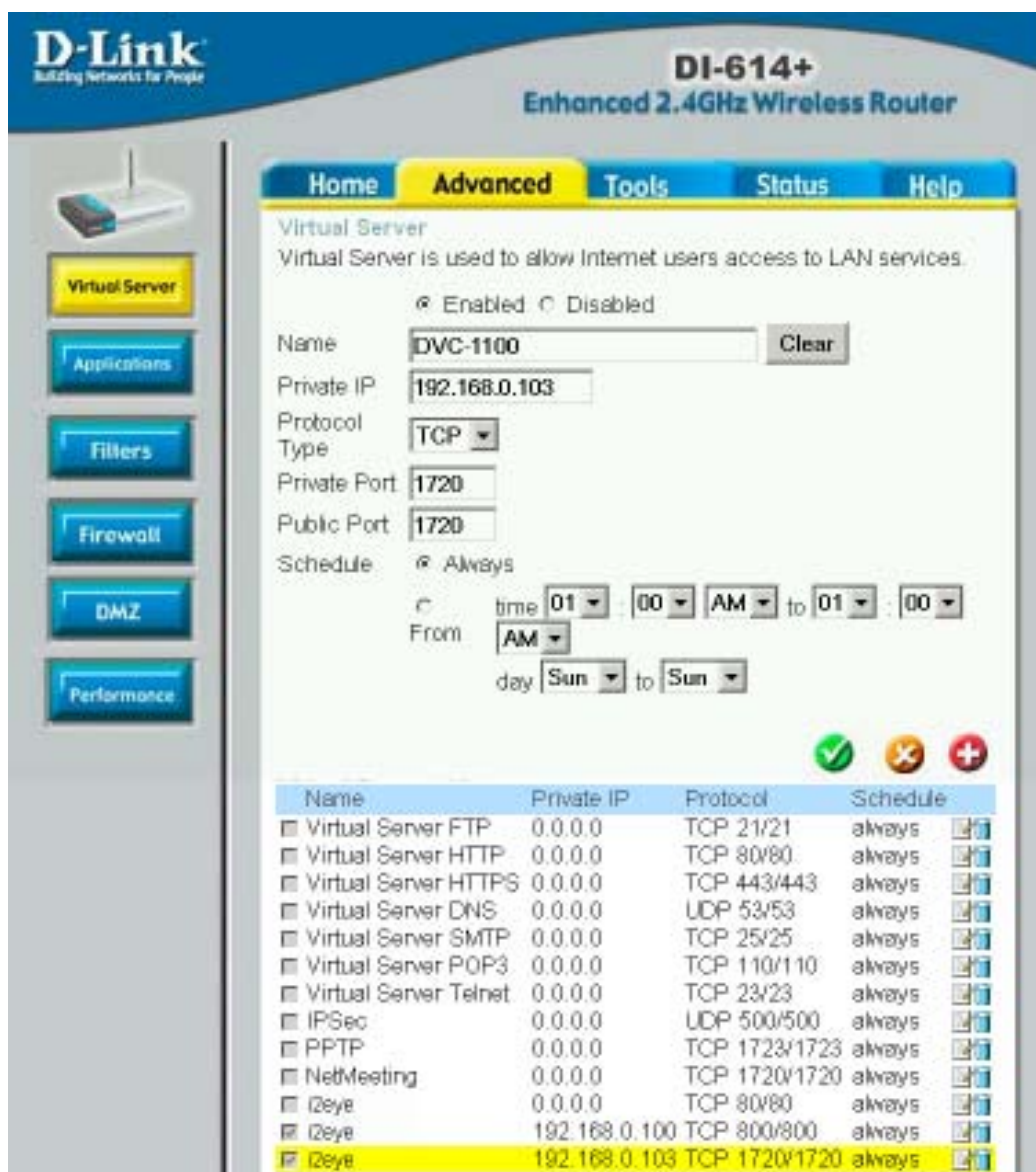 D-Link
Building Networks for People
DI-614+
Enhanced 2.4GHz Wireless Router
Home Advanced Tools Status Help
Virtual Server
Applications
Filters
Firewall
DMZ
Performance
Virtual Server
Virtual Server is used to allow Internet users access to LAN services.
Enabled Disabled
Name DVC-1100 Clear
Private IP 192.168.0.103
Protocol
Type TCP
Private Port 1720
Public Port 1720
Schedule Always
time 01 : 00 AM to 01 : 00
From AM
day Sun to Sun
Name Private IP Protocol Schedule
Virtual Server FTP 0.0.0.0 TCP 21/21 always
Virtual Server HTTP 0.0.0.0 TCP 80/80 always
Virtual Server HTTPS 0.0.0.0 TCP 443/443 always
Virtual Server DNS 0.0.0.0 UDP 53/53 always
Virtual Server SMTP 0.0.0.0 TCP 25/25 always
Virtual Server POP3 0.0.0.0 TCP 110/110 always
Virtual Server Telnet 0.0.0.0 TCP 23/23 always
IPSec 0.0.0.0 UDP 500/500 always
PPTP 0.0.0.0 TCP 1723/1723 always
NetMeeting 0.0.0.0 TCP 1720/1720 always
i2eye 0.0.0.0 TCP 80/80 always
i2eye 192.168.0.100 TCP 800/800 always
i2eye 192.168.0.103 TCP 1720/1720 always